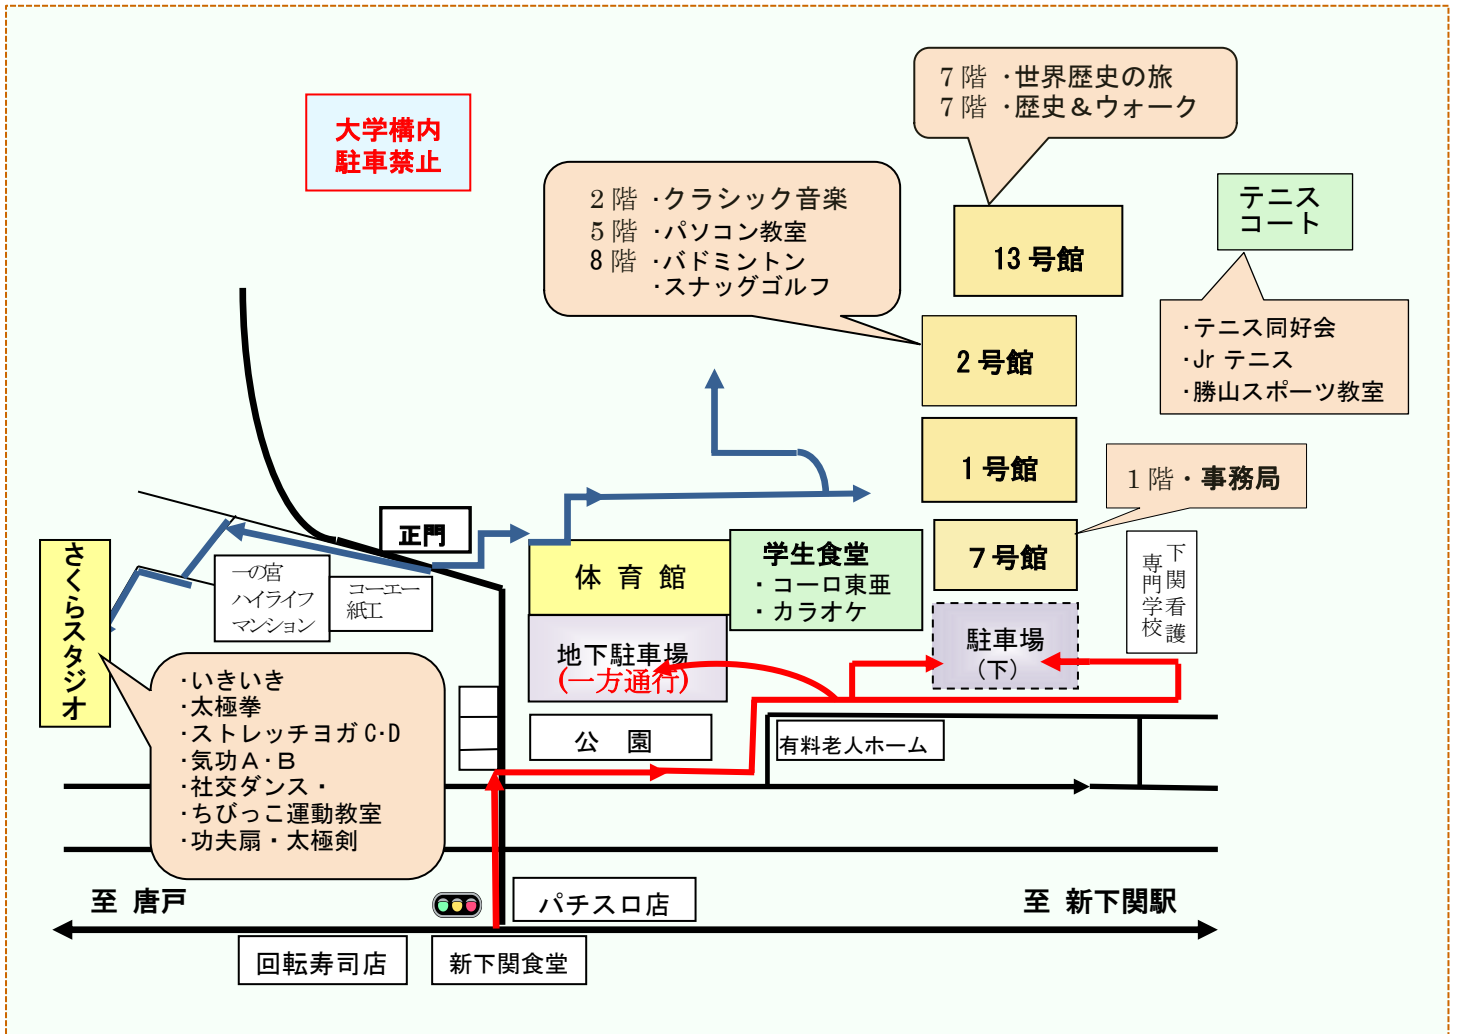 7階 ・世界歴史の旅
7階 ・歴史&ウォーク
大学構内
駐車禁止
2階 ・クラシック音楽
5階 ・パソコン教室
8階 ・バドミントン
・スナッグゴルフ
テニス
コート
13号館
・テニス同好会
・Jr テニス
・勝山スポーツ教室
2号館
1号館
1階・事務局
正門
7号館
下関看護
専門学校
さくらスタジオ
一の宮
ハイライフ
マンション
コーエー
紙工
体 育 館
学生食堂
・コーロ東亜
・カラオケ
地下駐車場
(一方通行)
駐車場
(下)
・いきいき
・太極拳
・ストレッチヨガC・D
・気功A・B
・社交ダンス・
・ちびっこ運動教室
・功夫扇・太極剣
公 園
有料老人ホーム
至 唐戸
パチスロ店
至 新下関駅
回転寿司店
新下関食堂